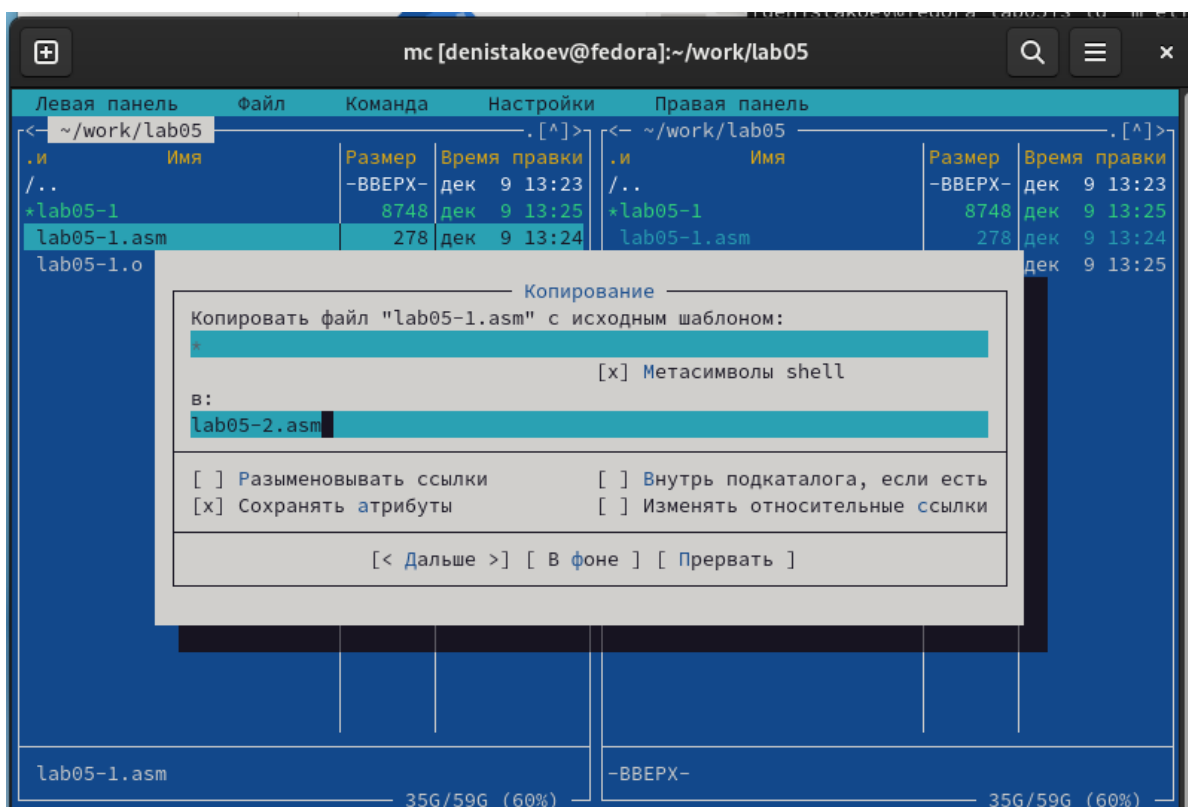 [denistakoev@fedora lab05]$ ld -m el
mc [denistakoev@fedora]:~/work/lab05
Левая панель Файл Команда Настройки Правая панель
<— ~/work/lab05 .[^]> <— ~/work/lab05 .[^]>
.и Имя Размер Время правки .и Имя Размер Время правки
/.. -ВВЕРХ- дек 9 13:23 /.. -ВВЕРХ- дек 9 13:23
*lab05-1 8748 дек 9 13:25 *lab05-1 8748 дек 9 13:25
lab05-1.asm 278 дек 9 13:24 lab05-1.asm 278 дек 9 13:24
lab05-1.o дек 9 13:25
Копирование
Копировать файл "lab05-1.asm" с исходным шаблоном:
*
[x] Метасимволы shell
в:
lab05-2.asm
[ ] Разыменовывать ссылки [ ] Внутрь подкаталога, если есть
[x] Сохранять атрибуты [ ] Изменять относительные ссылки
[< Дальше >] [ В фоне ] [ Прервать ]
lab05-1.asm -ВВЕРХ-
35G/59G (60%) 35G/59G (60%)